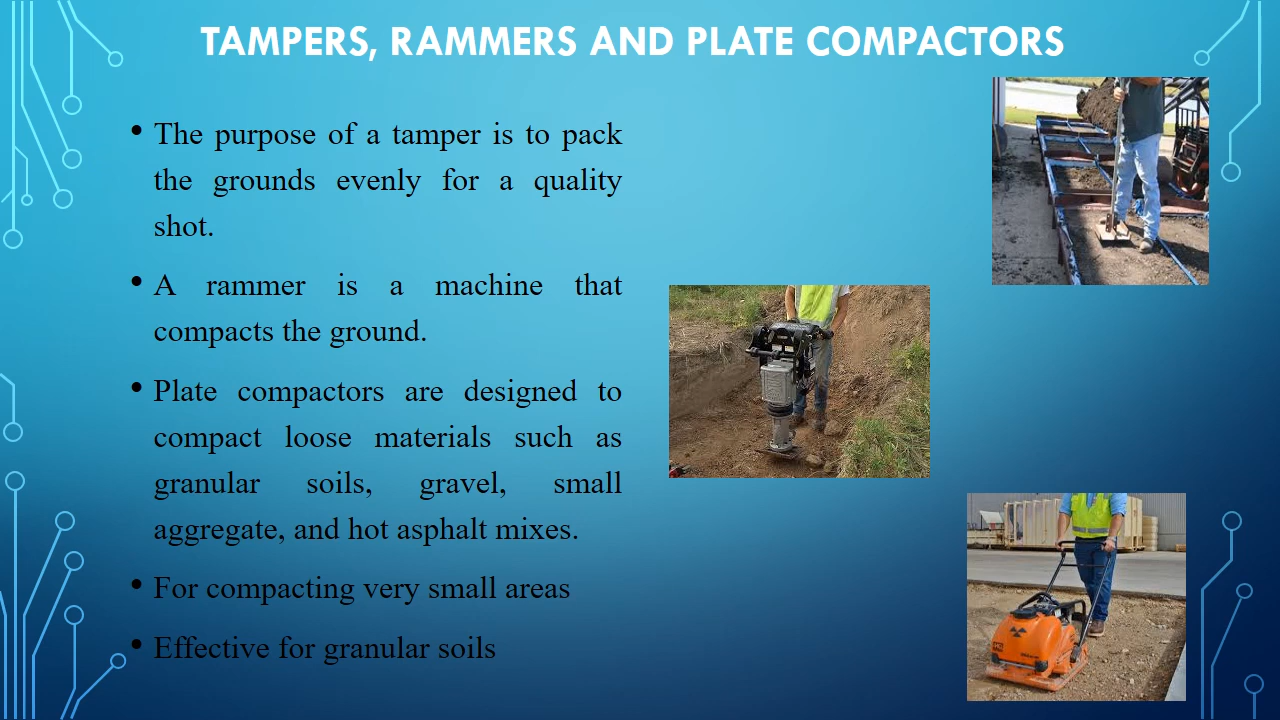 TAMPERS, RAMMERS AND PLATE COMPACTORS
• The purpose of a tamper is to pack
the grounds evenly for a quality
shot.
• A rammer is a machine that
compacts the ground.
• Plate compactors are designed to
compact loose materials such as
granular soils, gravel, small
aggregate, and hot asphalt mixes.
• For compacting very small areas
• Effective for granular soils